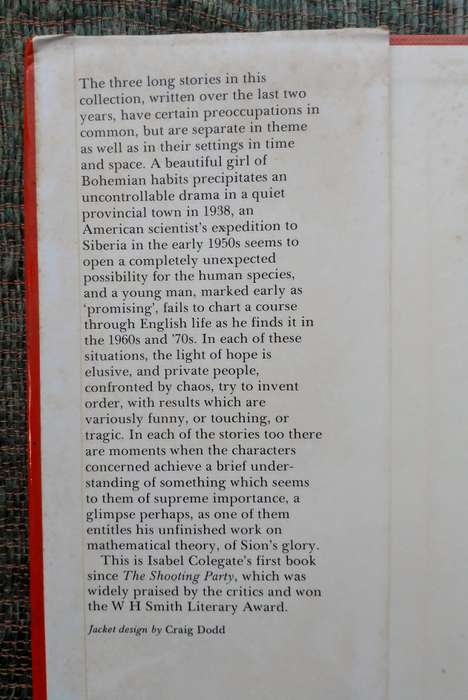 The three long stories in this
collection, written over the last two
years, have certain preoccupations in
common, but are separate in theme
as well as in their settings in time
and space. A beautiful girl of
Bohemian habits precipitates an
uncontrollable drama in a quiet
provincial town in 1938, an
American scientist's expedition to
Siberia in the early 1950s seems to
open a completely unexpected
possibility for the human species,
and a young man, marked early as
'promising', fails to chart a course
through English life as he finds it in
the 1960s and '70s. In each of these
situations, the light of hope is
elusive, and private people,
confronted by chaos, try to invent
order, with results which are
variously funny, or touching, or
tragic. In each of the stories too there
are moments when the characters
concerned achieve a brief under-
standing of something which seems
to them of supreme importance, a
glimpse perhaps, as one of them
entitles his unfinished work on
mathematical theory, of Sion's glory.
This is Isabel Colegate's first book
since The Shooting Party, which was
widely praised by the critics and won
the W H Smith Literary Award.
Jacket design by Craig Dodd